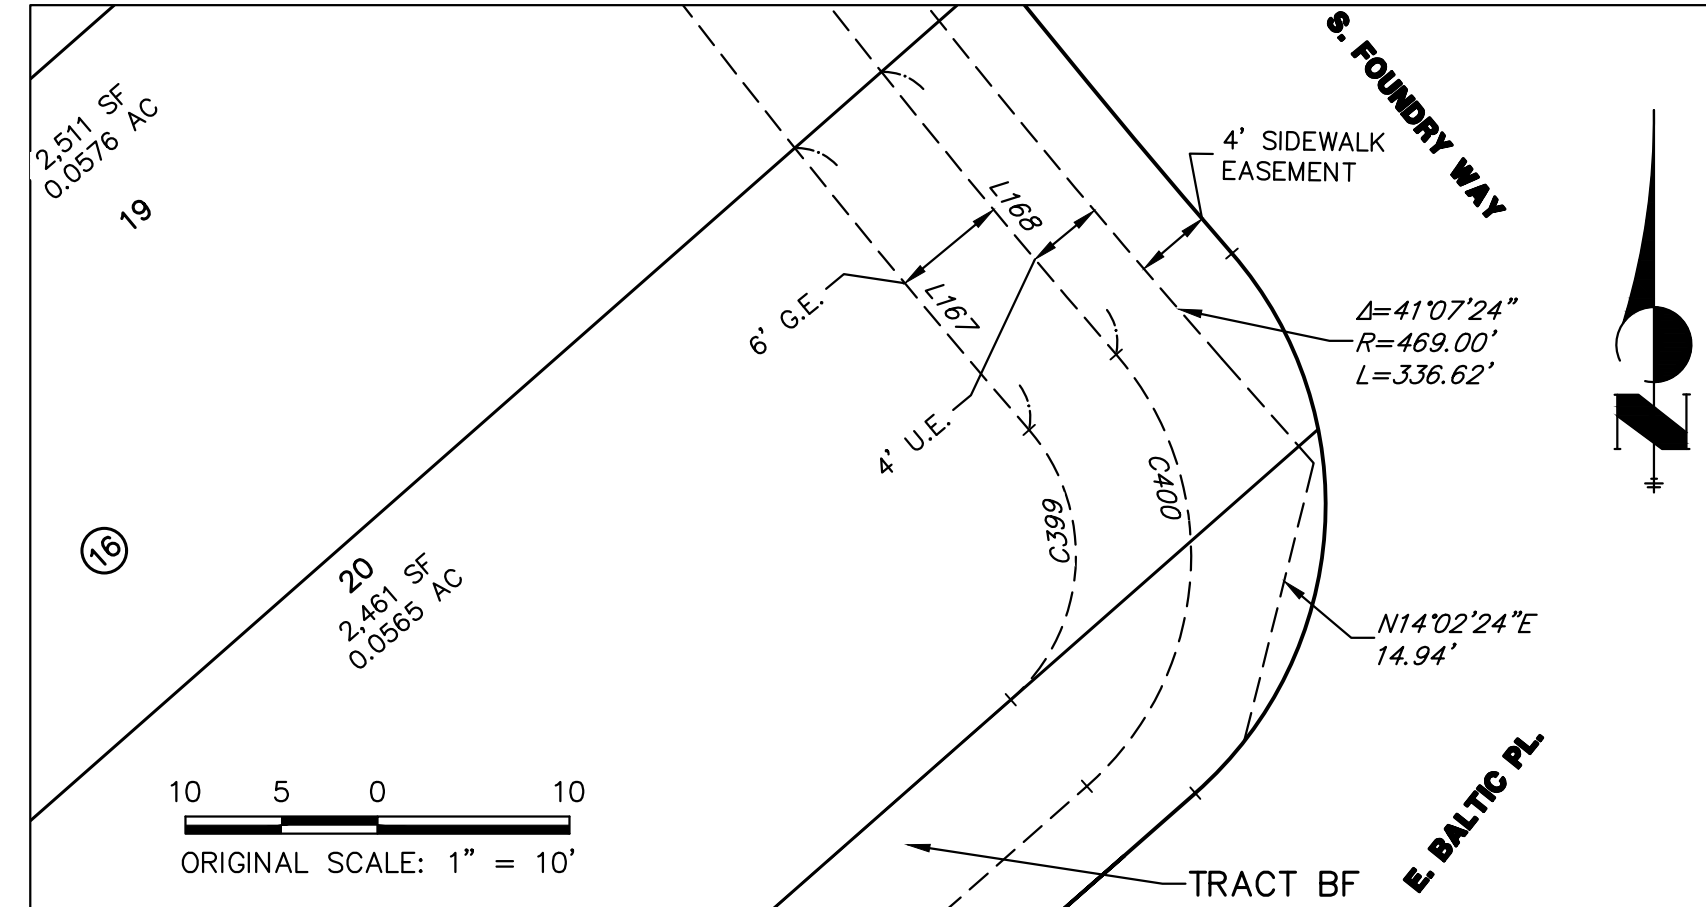 S. FOUNDRY WAY
2,511 SF
0.0576 AC
19
4' SIDEWALK
EASEMENT
L168
L167
6' G.E.
4' U.E.
Δ=41°07'24"
R=469.00'
L=336.62'
N
C400
C399
16
20
2,461 SF
0.0565 AC
N14°02'24"E
14.94'
E. BALTIC PL.
10 5 0 10
ORIGINAL SCALE: 1" = 10'
TRACT BF